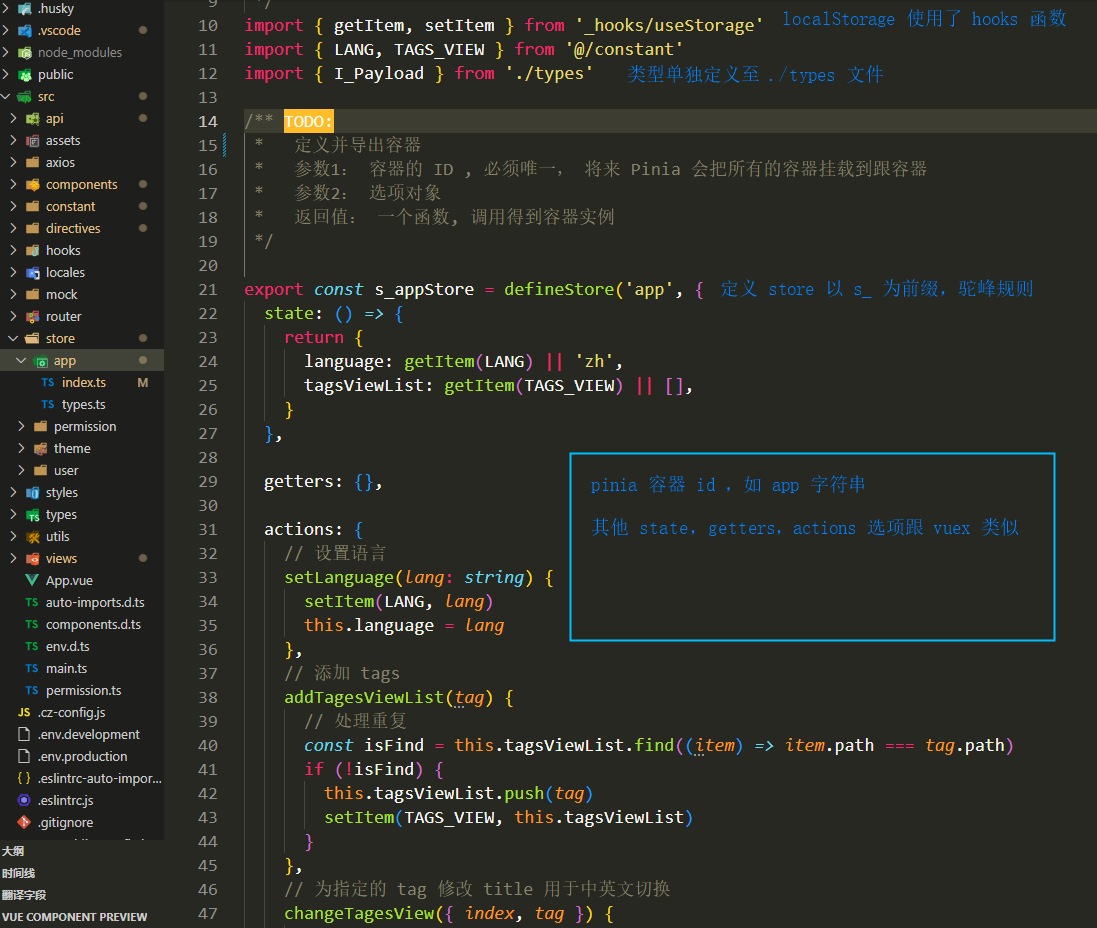 .husky
.vscode
node_modules
public
src
api
assets
axios
components
constant
directives
hooks
locales
mock
router
store
app
TS index.ts M
TS types.ts
permission
theme
user
styles
types
utils
views
App.vue
TS auto-imports.d.ts
TS components.d.ts
TS env.d.ts
TS main.ts
TS permission.ts
JS .cz-config.js
.env.development
.env.production
{ } .eslintrc-auto-impor...
.eslintrc.js
.gitignore
大纲
时间线
翻译字段
VUE COMPONENT PREVIEW
9 */
10 import { getItem, setItem } from '_hooks/useStorage' localStorage 使用了 hooks 函数
11 import { LANG, TAGS_VIEW } from '@/constant'
12 import { I_Payload } from './types' 类型单独定义至 ./types 文件
13
14 /** TODO:
15 * 定义并导出容器
16 * 参数1： 容器的 ID , 必须唯一， 将来 Pinia 会把所有的容器挂载到跟容器
17 * 参数2： 选项对象
18 * 返回值： 一个函数, 调用得到容器实例
19 */
20
21 export const s_appStore = defineStore('app', { 定义 store 以 s_ 为前缀，驼峰规则
22 state: () => {
23 return {
24 language: getItem(LANG) || 'zh',
25 tagsViewList: getItem(TAGS_VIEW) || [],
26 }
27 },
28
29 getters: {},
30
31 actions: {
32 // 设置语言
33 setLanguage(lang: string) {
34 setItem(LANG, lang)
35 this.language = lang
36 },
37 // 添加 tags
38 addTagesViewList(tag) {
39 // 处理重复
40 const isFind = this.tagsViewList.find((item) => item.path === tag.path)
41 if (!isFind) {
42 this.tagsViewList.push(tag)
43 setItem(TAGS_VIEW, this.tagsViewList)
44 }
45 },
46 // 为指定的 tag 修改 title 用于中英文切换
47 changeTagesView({ index, tag }) {
pinia 容器 id ，如 app 字符串
其他 state，getters，actions 选项跟 vuex 类似